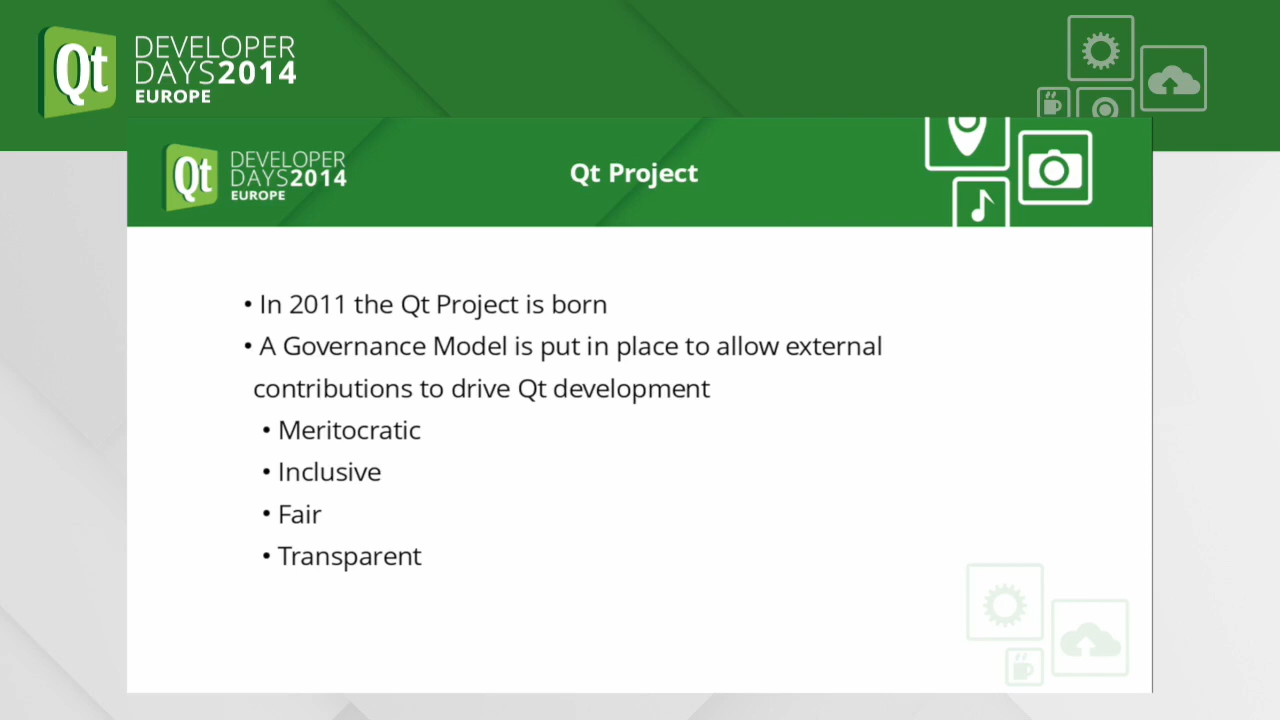 Qt DEVELOPER
DAYS2014
EUROPE
Qt DEVELOPER
DAYS2014
EUROPE
Qt Project
• In 2011 the Qt Project is born
• A Governance Model is put in place to allow external
contributions to drive Qt development
• Meritocratic
• Inclusive
• Fair
• Transparent